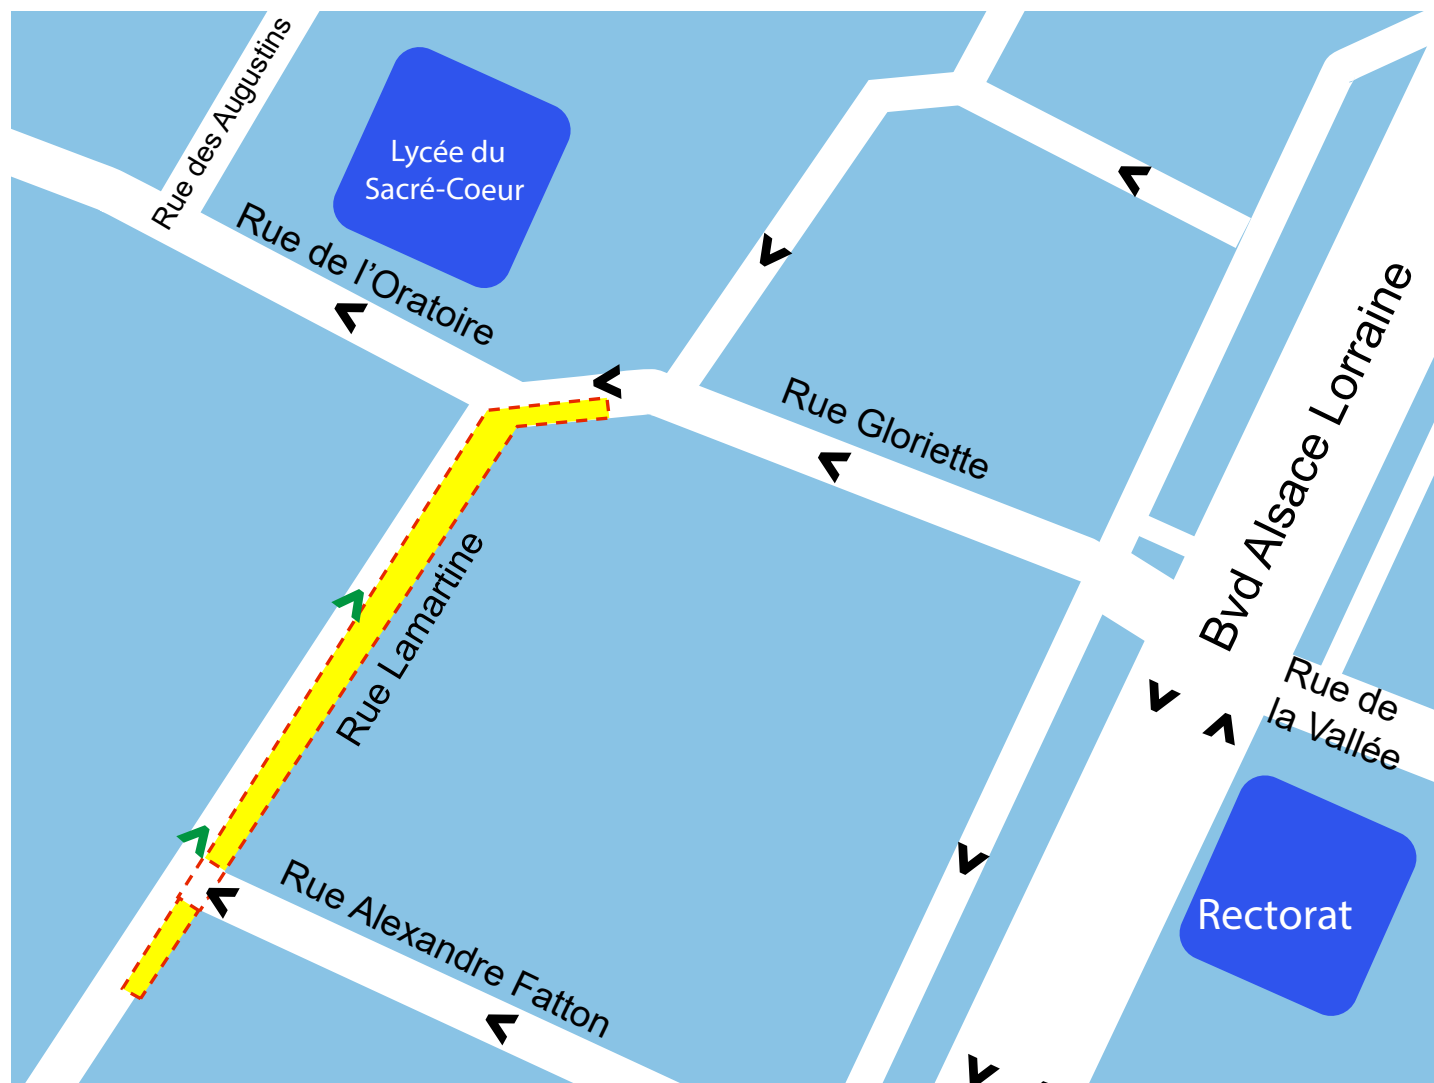 Rue des Augustins
Lycée du
Sacré-Coeur
Rue de l’Oratoire
Rue Gloriette
Bvd Alsace Lorraine
Rue Lamartine
Rue de
la Vallée
Rue Alexandre Fatton
Rectorat